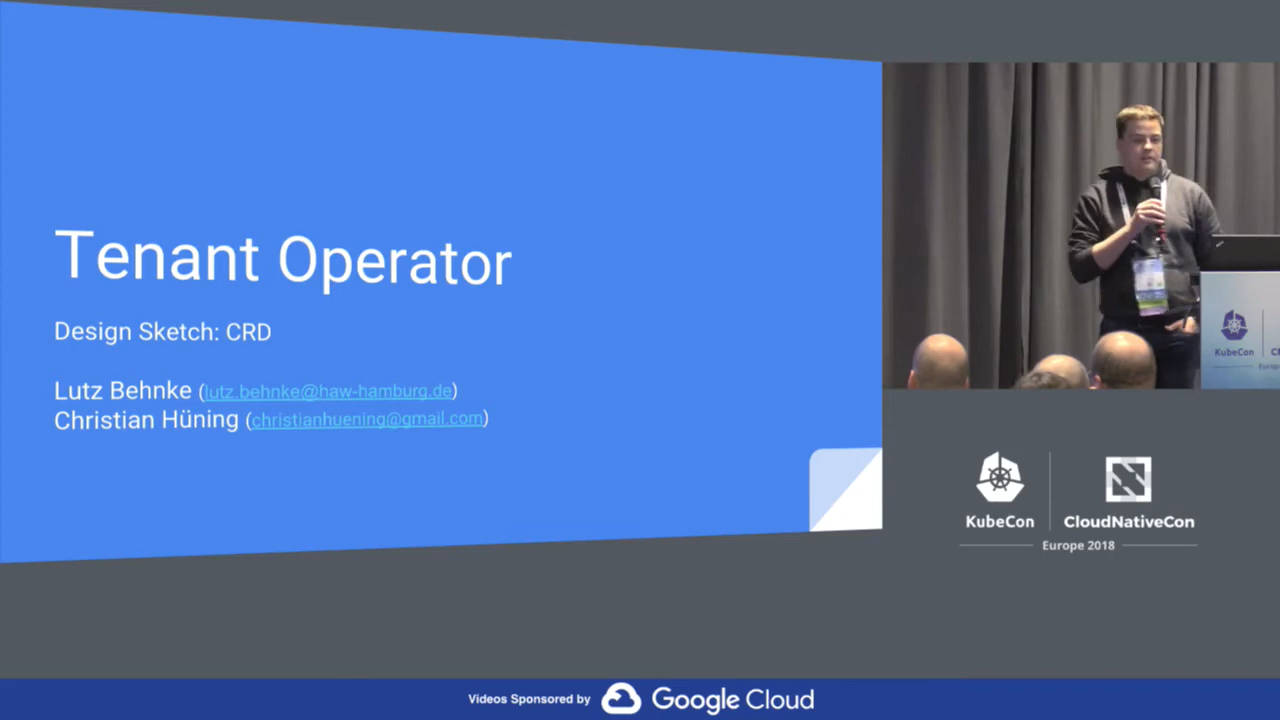 Tenant Operator
Design Sketch: CRD
Lutz Behnke (lutz.behnke@haw-hamburg.de)
Christian Hüning (christianhuening@gmail.com)
KubeCon
KubeCon
CloudNativeCon
Europe 2018
Videos Sponsored by Google Cloud